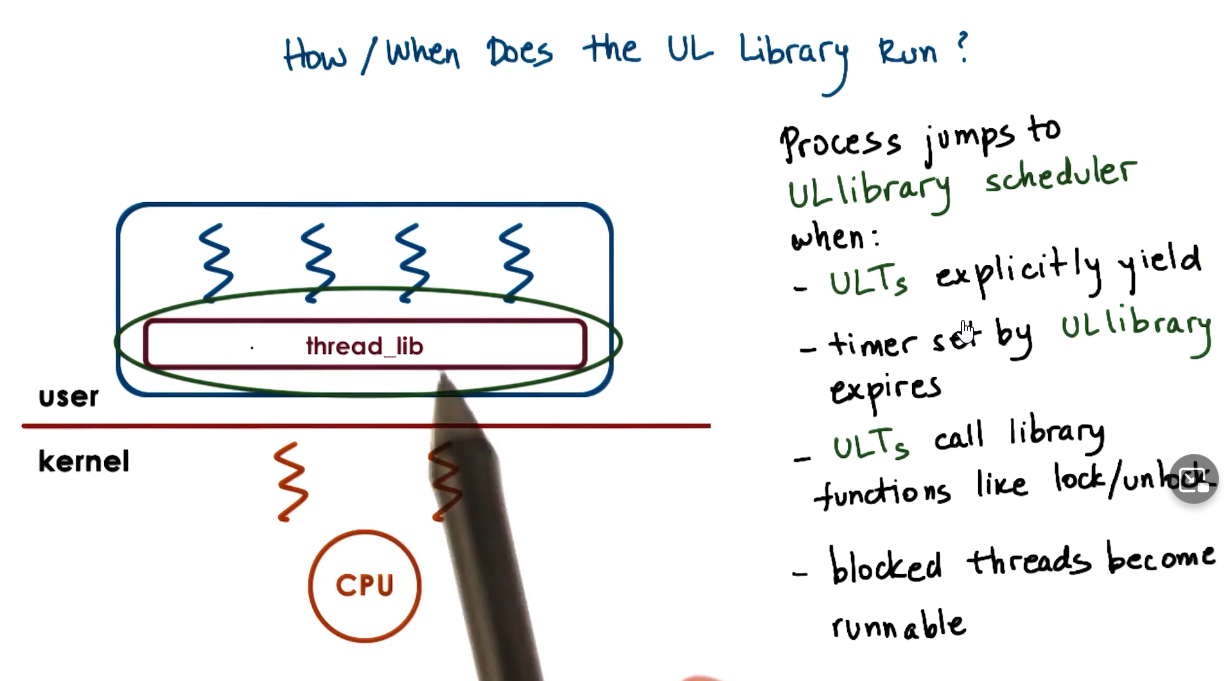 How / When Does the UL Library Run?
Process jumps to
UL library scheduler
when:
- ULTs explicitly yield
- timer set by UL library
expires
- ULTs call library
functions like lock/unlock
- blocked threads become
runnable
thread_lib
user
kernel
CPU